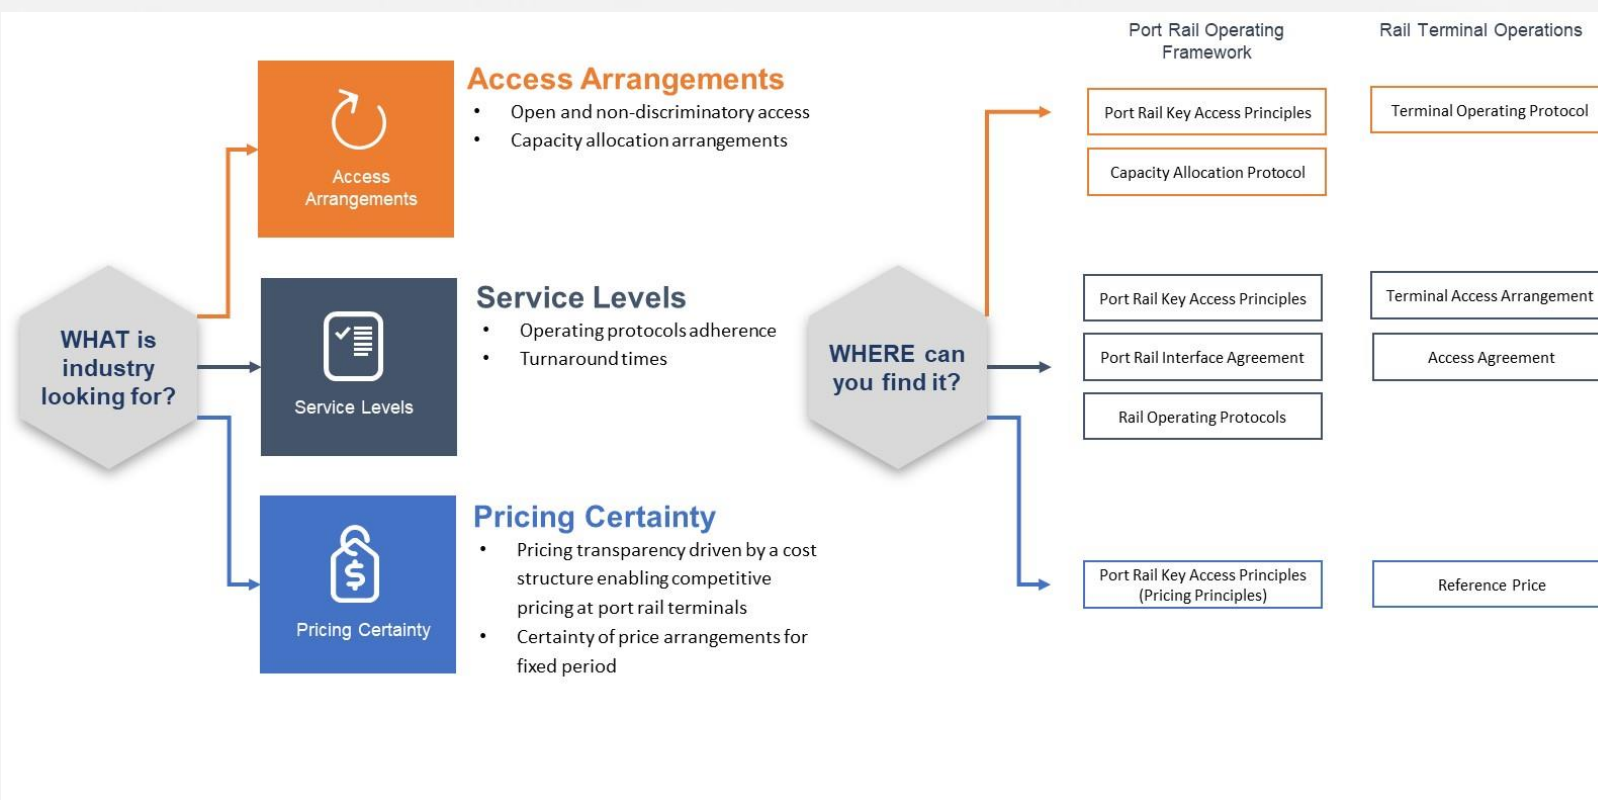 WHAT is
industry
looking for?
Access
Arrangements
Access Arrangements
• Open and non-discriminatory access
• Capacity allocation arrangements
Service Levels
Service Levels
• Operating protocols adherence
• Turnaround times
Pricing Certainty
Pricing Certainty
• Pricing transparency driven by a cost
structure enabling competitive
pricing at port rail terminals
• Certainty of price arrangements for
fixed period
WHERE can
you find it?
Port Rail Operating
Framework
Rail Terminal Operations
Port Rail Key Access Principles
Terminal Operating Protocol
Capacity Allocation Protocol
Port Rail Key Access Principles
Terminal Access Arrangement
Port Rail Interface Agreement
Access Agreement
Rail Operating Protocols
Port Rail Key Access Principles
(Pricing Principles)
Reference Price